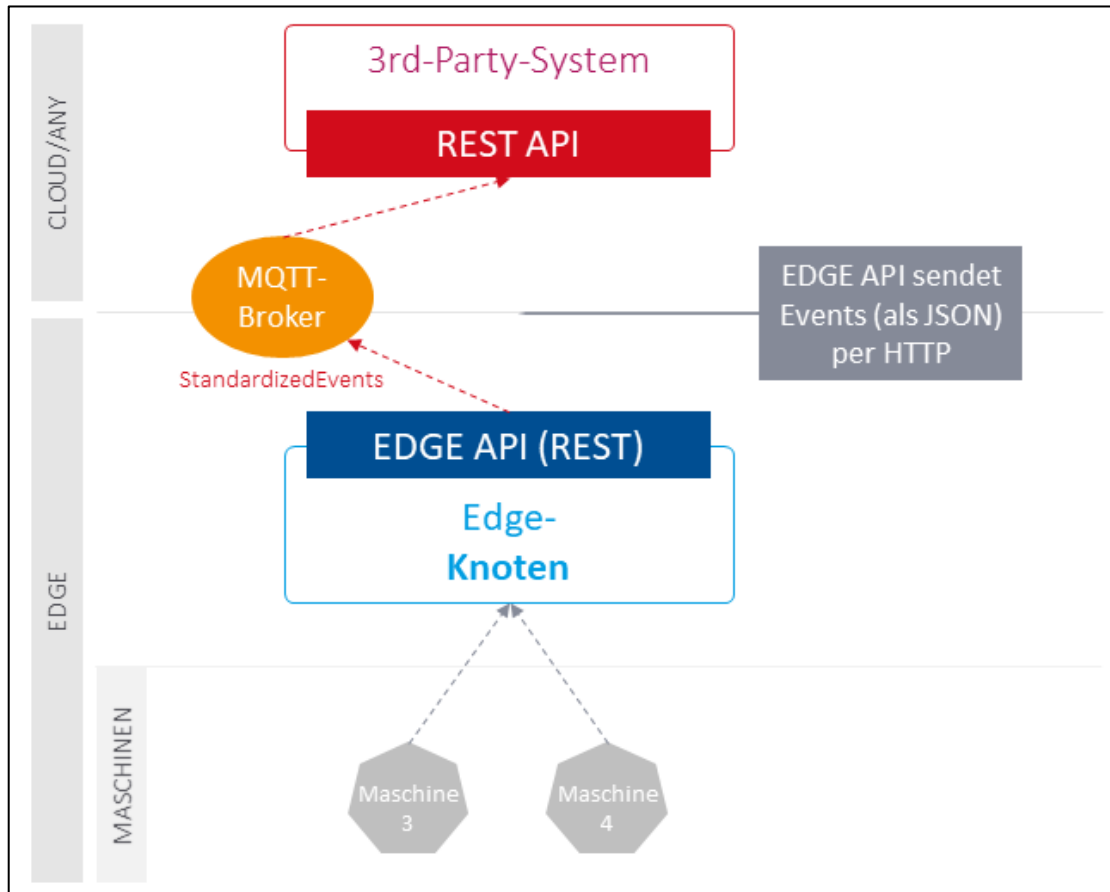 CLOUD/ANY
3rd-Party-System
REST API
MQTT-
Broker
EDGE API sendet
Events (als JSON)
per HTTP
StandardizedEvents
EDGE API (REST)
Edge-
Knoten
EDGE
MASCHINEN
Maschine
3
Maschine
4